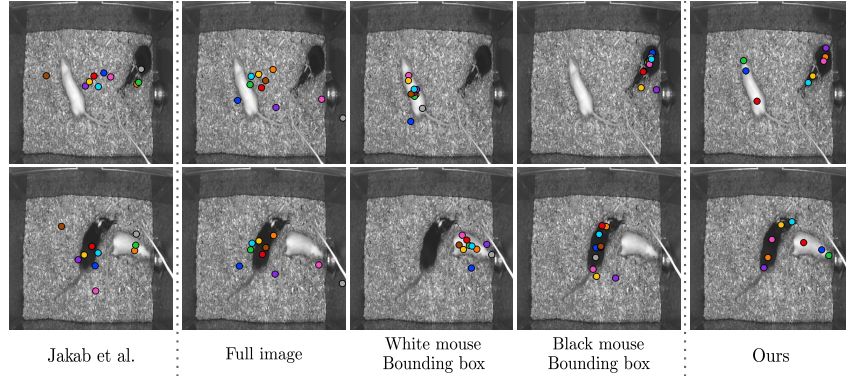 Jakab et al.
Full image
White mouse
Bounding box
Black mouse
Bounding box
Ours